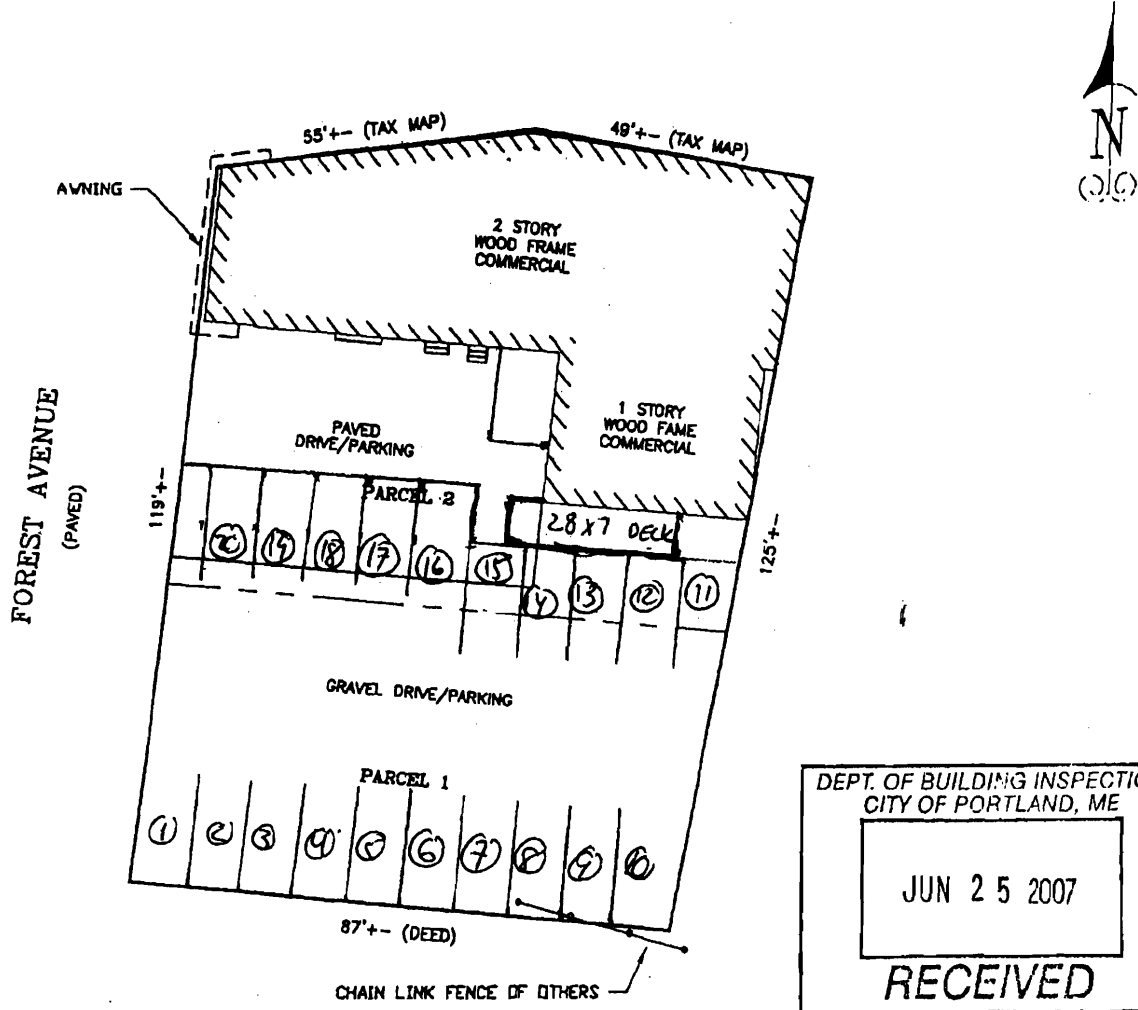 N
55'+- (TAX MAP)
49'+- (TAX MAP)
AWNING
2 STORY
WOOD FRAME
COMMERCIAL
1 STORY
WOOD FAME
COMMERCIAL
PAVED
DRIVE/PARKING
FOREST AVENUE
(PAVED)
119'+-
PARCEL 2
28 X 7 DECK
125'+-
20 19 18 17 16 15 14 13 12 11
GRAVEL DRIVE/PARKING
PARCEL 1
1 2 3 4 5 6 7 8 9 10
87'+- (DEED)
CHAIN LINK FENCE OF OTHERS
DEPT. OF BUILDING INSPECTIO
CITY OF PORTLAND, ME
JUN 25 2007
RECEIVED